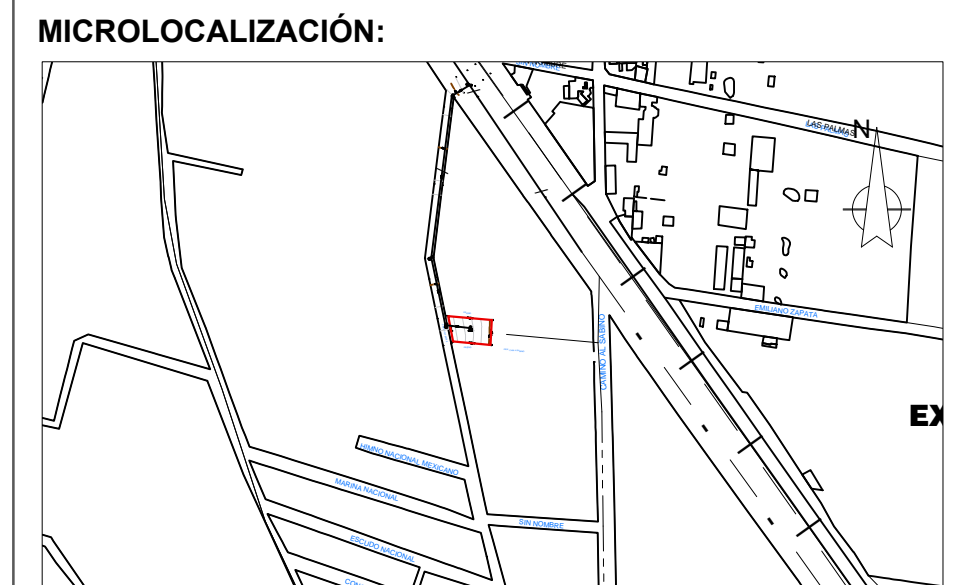 MICROLOCALIZACIÓN:
LAS PALMAS
N
EMILIANO ZAPATA
CAMINO AL SABINO
EX
HIMNO NACIONAL MEXICANO
MARINA NACIONAL
SIN NOMBRE
ESCUDO NACIONAL